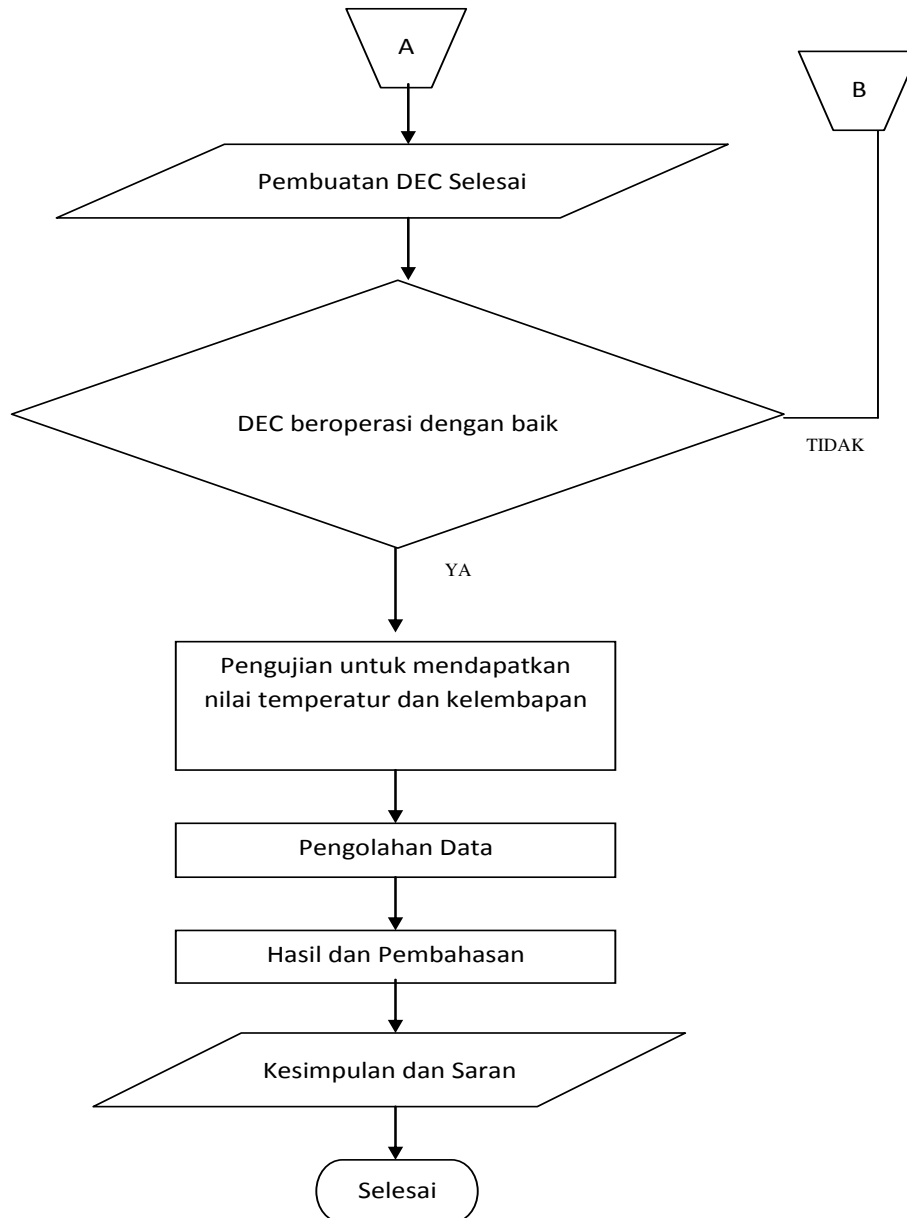 A
B
Pembuatan DEC Selesai
DEC beroperasi dengan baik
TIDAK
YA
Pengujian untuk mendapatkan
nilai temperatur dan kelembapan
Pengolahan Data
Hasil dan Pembahasan
Kesimpulan dan Saran
Selesai